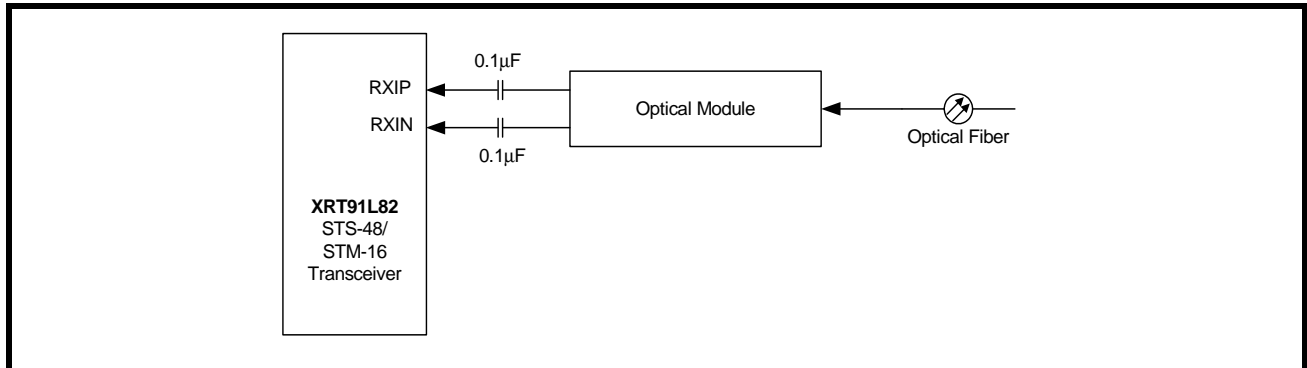 0.1μF
RXIP
Optical Module
RXIN
Optical Fiber
0.1μF
XRT91L82
STS-48/
STM-16
Transceiver